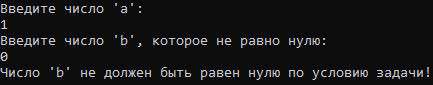 Введите число 'a':
1
Введите число 'b', которое не равно нулю:
0
Число 'b' не должен быть равен нулю по условию задачи!